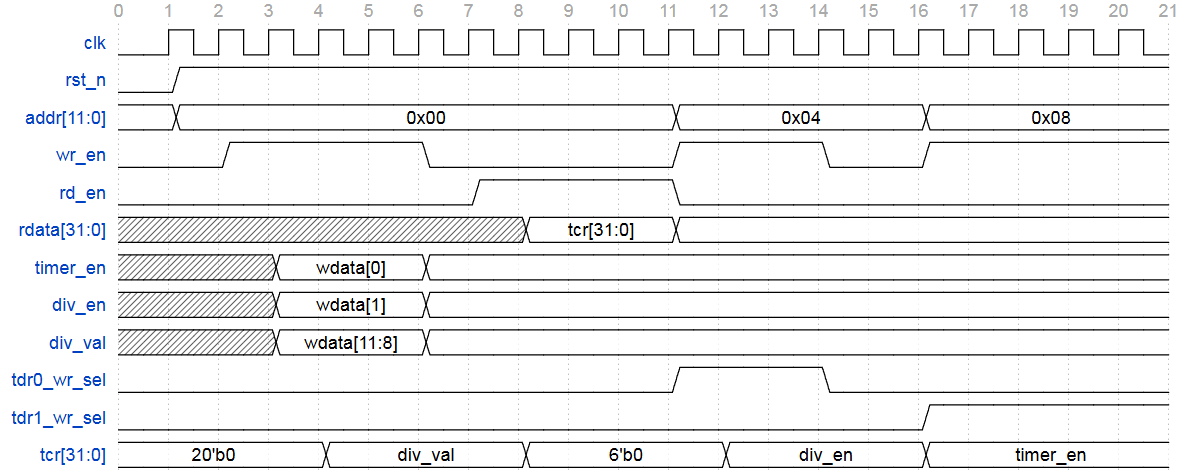 0 1 2 3 4 5 6 7 8 9 10 11 12 13 14 15 16 17 18 19 20 21
clk
rst_n
addr[11:0] 0x00 0x04 0x08
wr_en
rd_en
rdata[31:0] tcr[31:0]
timer_en wdata[0]
div_en wdata[1]
div_val wdata[11:8]
tdr0_wr_sel
tdr1_wr_sel
tcr[31:0] 20'b0 div_val 6'b0 div_en timer_en